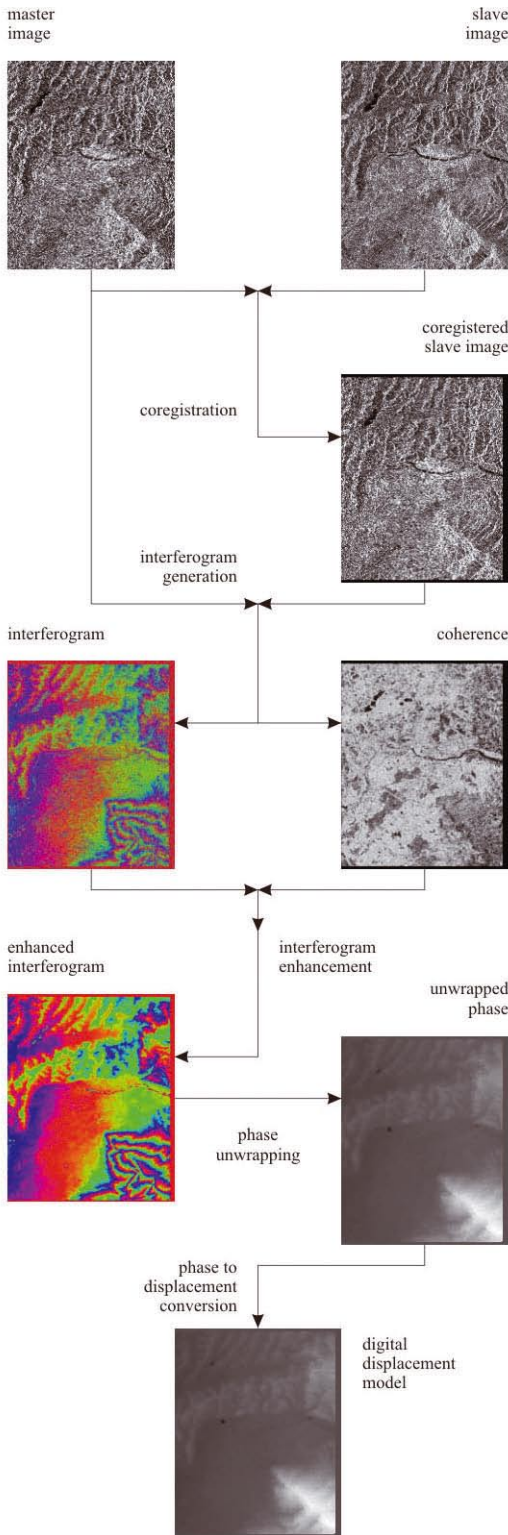 master
image
slave
image
coregistered
slave image
coregistration
interferogram
generation
interferogram
coherence
enhanced
interferogram
interferogram
enhancement
unwrapped
phase
phase
unwrapping
phase to
displacement
conversion
digital
displacement
model